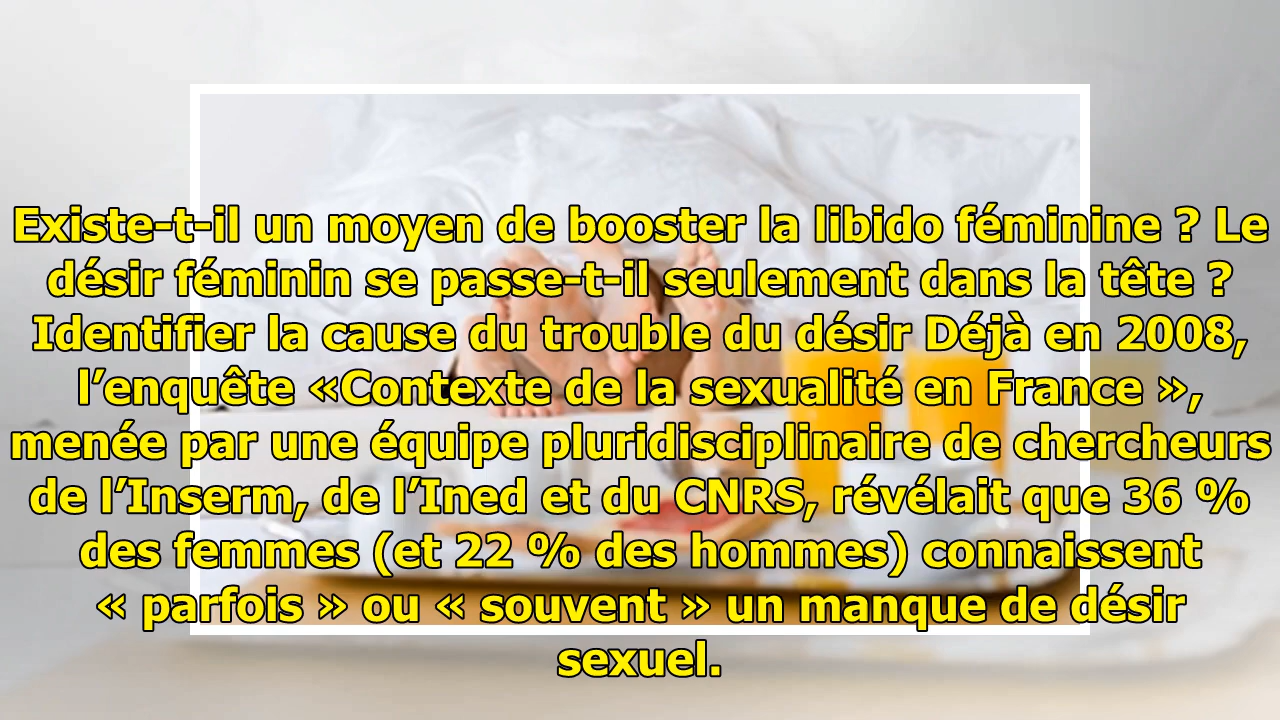 Existe-t-il un moyen de booster la libido féminine ? Le
désir féminin se passe-t-il seulement dans la tête ?
Identifier la cause du trouble du désir Déjà en 2008,
l’enquête «Contexte de la sexualité en France »,
menée par une équipe pluridisciplinaire de chercheurs
de l’Inserm, de l’Ined et du CNRS, révélait que 36 %
des femmes (et 22 % des hommes) connaissent
« parfois » ou « souvent » un manque de désir
sexuel.